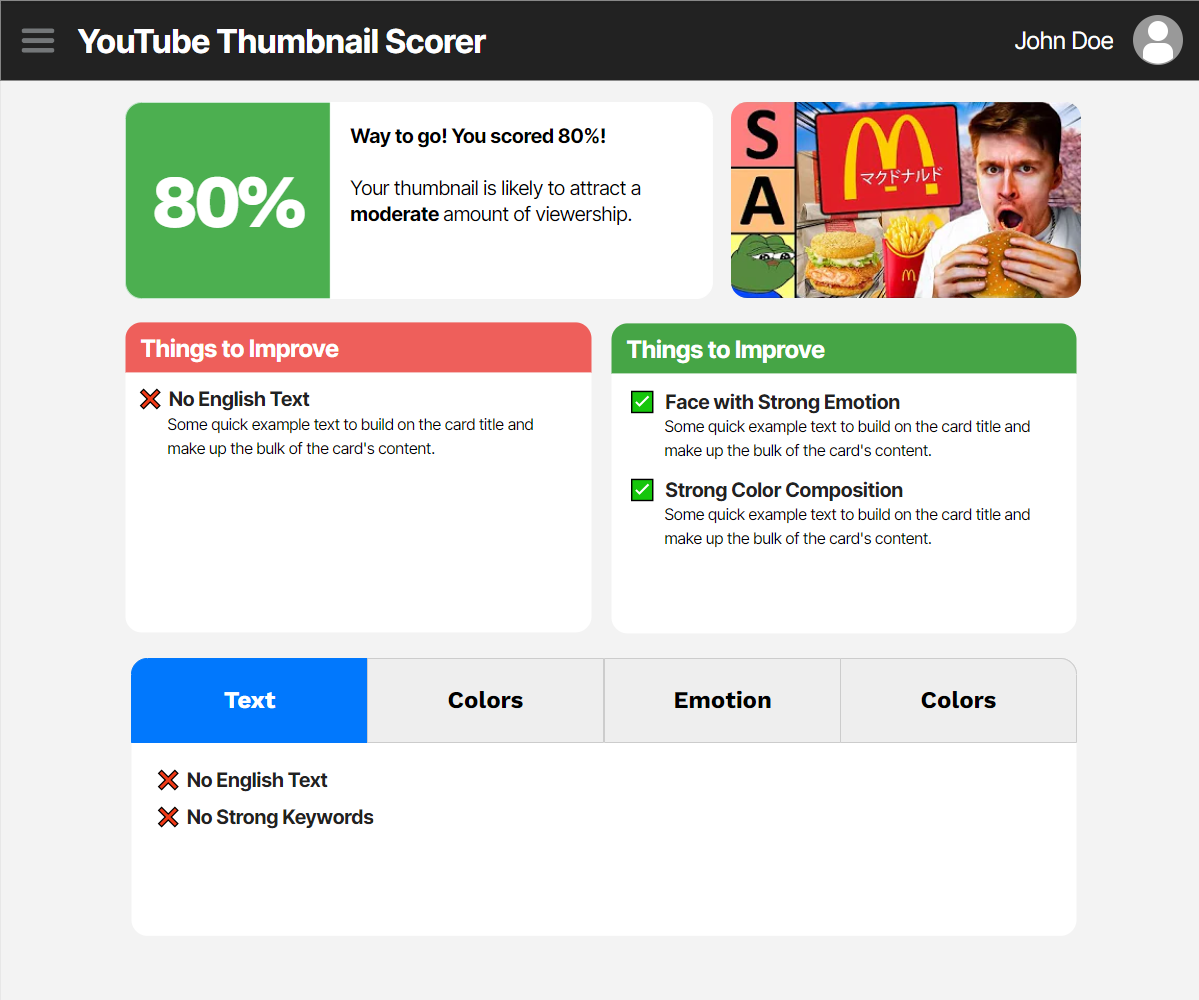 YouTube Thumbnail Scorer
John Doe
80%
Way to go! You scored 80%!
Your thumbnail is likely to attract a
moderate amount of viewership.
S
A
マクドナルド
Things to Improve
No English Text
Some quick example text to build on the card title and
make up the bulk of the card's content.
Things to Improve
Face with Strong Emotion
Some quick example text to build on the card title and
make up the bulk of the card's content.
Strong Color Composition
Some quick example text to build on the card title and
make up the bulk of the card's content.
Text
Colors
Emotion
Colors
No English Text
No Strong Keywords